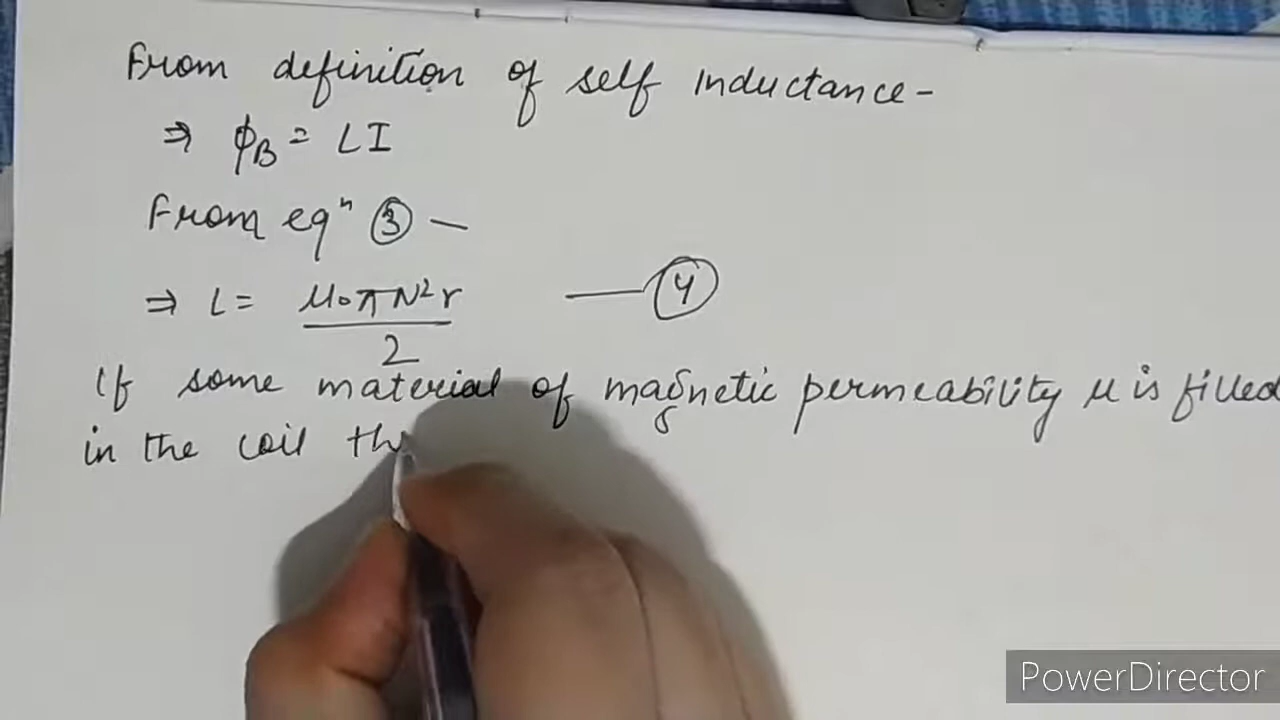 From definition of self inductance -
⇒ ϕB = LI
From eqⁿ ③ —
⇒ L = μ₀πN²r / 2 —— ④
If some material of magnetic permeability μ is filled
in the coil th
PowerDirector